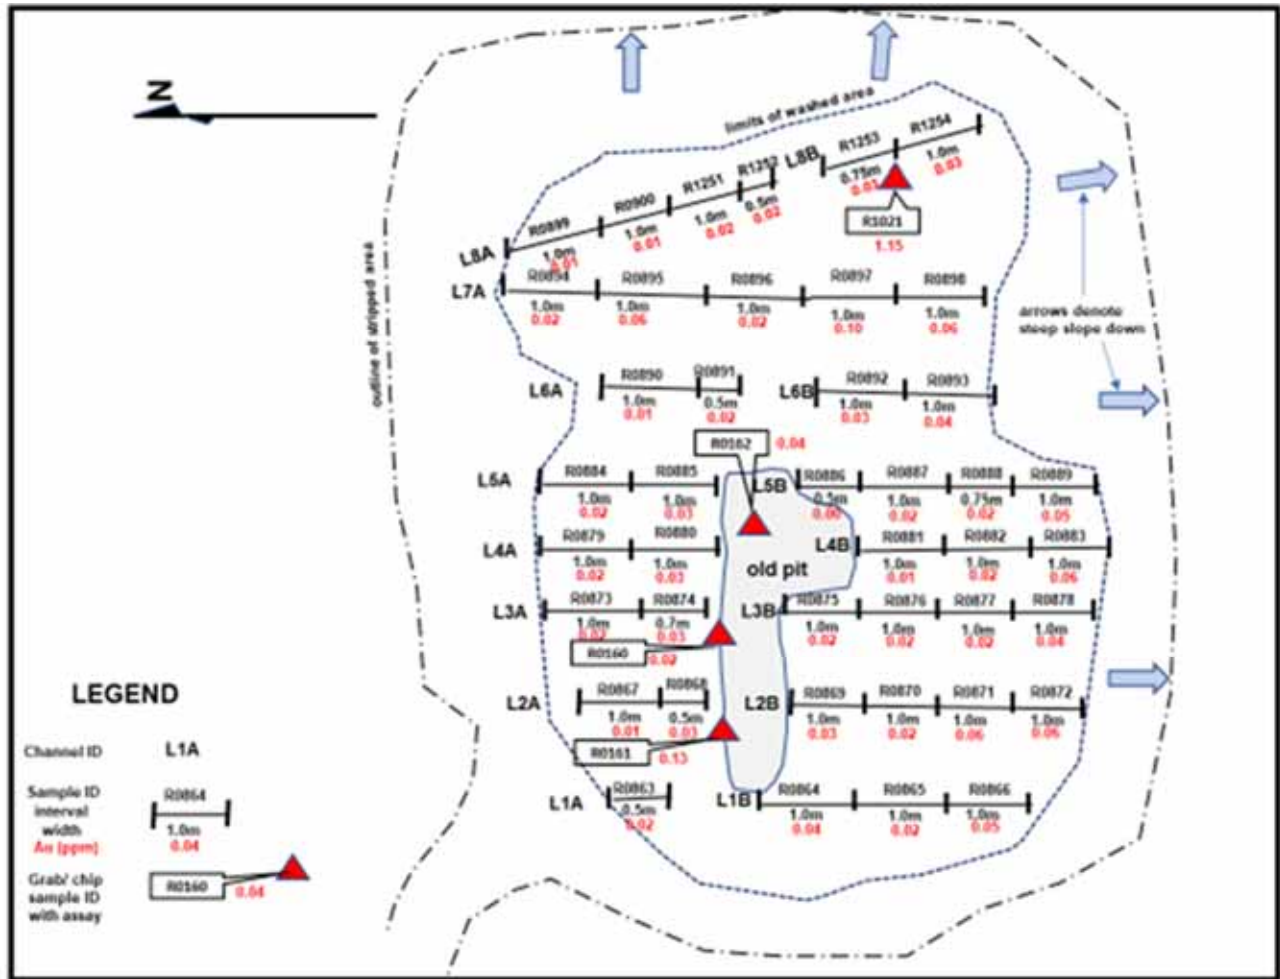 N
limits of washed area
outline of stripped area
arrows denote
steep slope down
L8B R1253 R1254
0.75m 1.0m
0.03
R1021
1.15
L8A R0899 R0900 R1251 R1252
1.0m 1.0m 1.0m 0.5m
0.01 0.01 0.02 0.02
L7A R0894 R0895 R0896 R0897 R0898
1.0m 1.0m 1.0m 1.0m 1.0m
0.02 0.06 0.02 0.10 0.06
L6A R0890 R0891 L6B R0892 R0893
1.0m 0.5m 1.0m 1.0m
0.01 0.02 0.03 0.04
R0162 0.04
L5A R0884 R0885 L5B R0886 R0887 R0888 R0889
1.0m 1.0m 0.5m 1.0m 0.75m 1.0m
0.02 0.03 0.02 0.02 0.05
L4A R0879 R0880 L4B R0881 R0882 R0883
1.0m 1.0m 1.0m 1.0m 1.0m
0.02 0.03 0.01 0.02 0.06
old pit
L3A R0873 R0874 L3B R0875 R0876 R0877 R0878
1.0m 0.7m 1.0m 1.0m 1.0m 1.0m
0.02 0.03 0.02 0.02 0.02 0.04
R0160 0.02
L2A R0867 R0868 L2B R0869 R0870 R0871 R0872
1.0m 0.5m 1.0m 1.0m 1.0m 1.0m
0.01 0.03 0.03 0.02 0.06 0.06
R0161 0.13
L1A R0863 L1B R0864 R0865 R0866
0.5m 1.0m 1.0m 1.0m
0.02 0.04 0.02 0.05
LEGEND
Channel ID L1A
Sample ID R0864
interval
width 1.0m
Au (ppm) 0.04
Grab/ chip
sample ID R0160 0.04
with assay